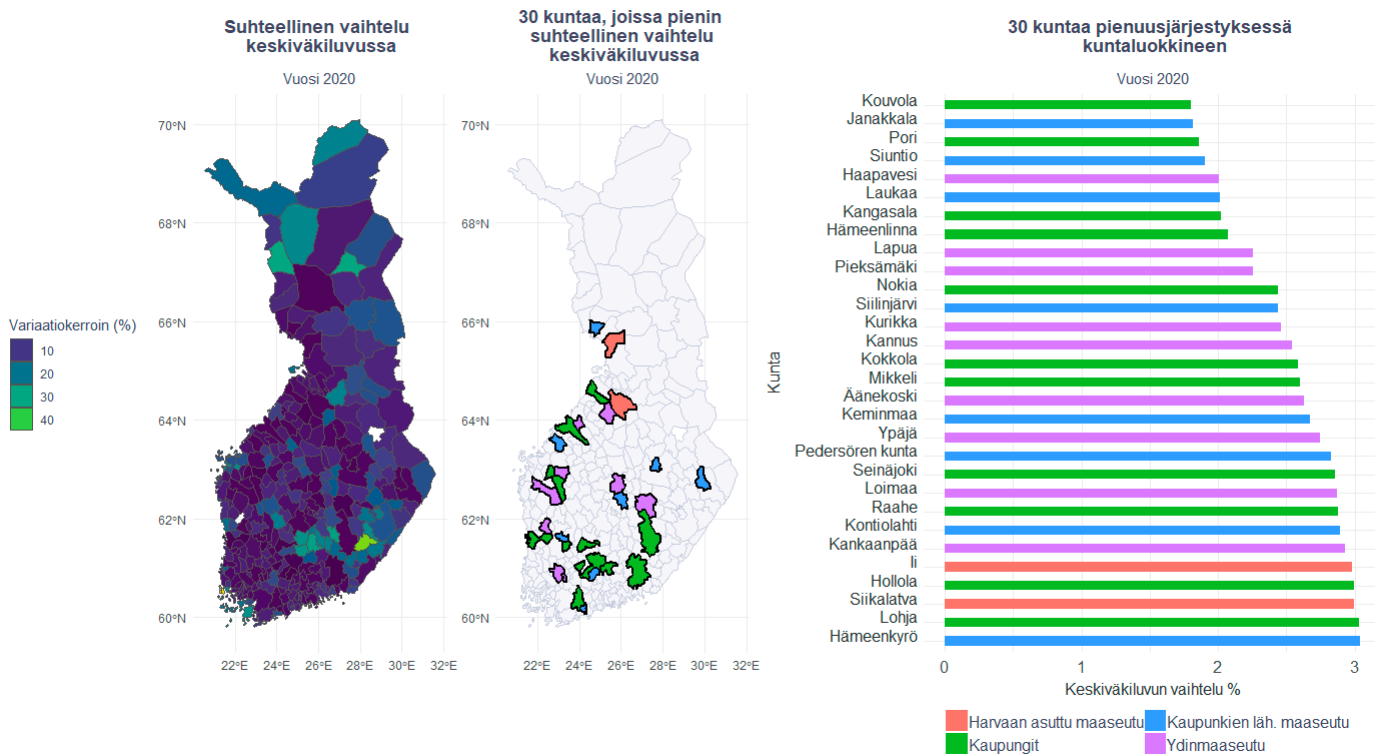 Suhteellinen vaihtelu
keskiväkiluvussa
Vuosi 2020
70°N
68°N
66°N
64°N
62°N
60°N
22°E 24°E 26°E 28°E 30°E 32°E
Variaatiokerroin (%)
10
20
30
40
30 kuntaa, joissa pienin
suhteellinen vaihtelu
keskiväkiluvussa
Vuosi 2020
70°N
68°N
66°N
64°N
62°N
60°N
22°E 24°E 26°E 28°E 30°E 32°E
30 kuntaa pienuusjärjestyksessä
kuntaluokkineen
Vuosi 2020
Kunta
Kouvola
Janakkala
Pori
Siuntio
Haapavesi
Laukaa
Kangasala
Hämeenlinna
Lapua
Pieksämäki
Nokia
Siilinjärvi
Kurikka
Kannus
Kokkola
Mikkeli
Äänekoski
Keminmaa
Ypäjä
Pedersören kunta
Seinäjoki
Loimaa
Raahe
Kontiolahti
Kankaanpää
Ii
Hollola
Siikalatva
Lohja
Hämeenkyrö
0 1 2 3
Keskiväkiluvun vaihtelu %
Harvaan asuttu maaseutu Kaupunkien läh. maaseutu
Kaupungit Ydinmaaseutu